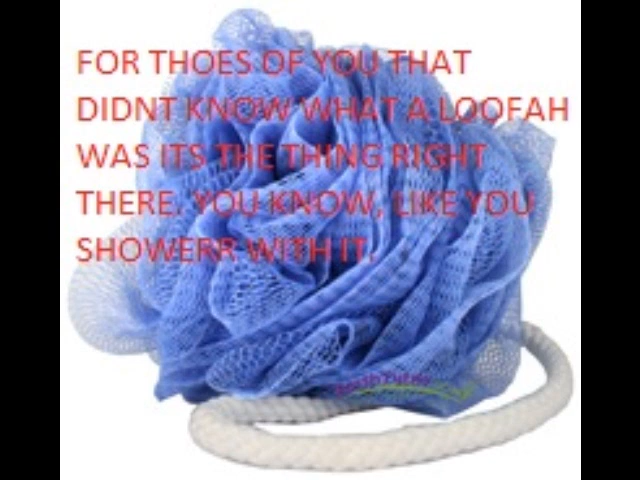 FOR THOES OF YOU THAT
DIDNT KNOW WHAT A LOOFAH
WAS ITS THE THING RIGHT
THERE. YOU KNOW, LIKE YOU
SHOWERR WITH IT.